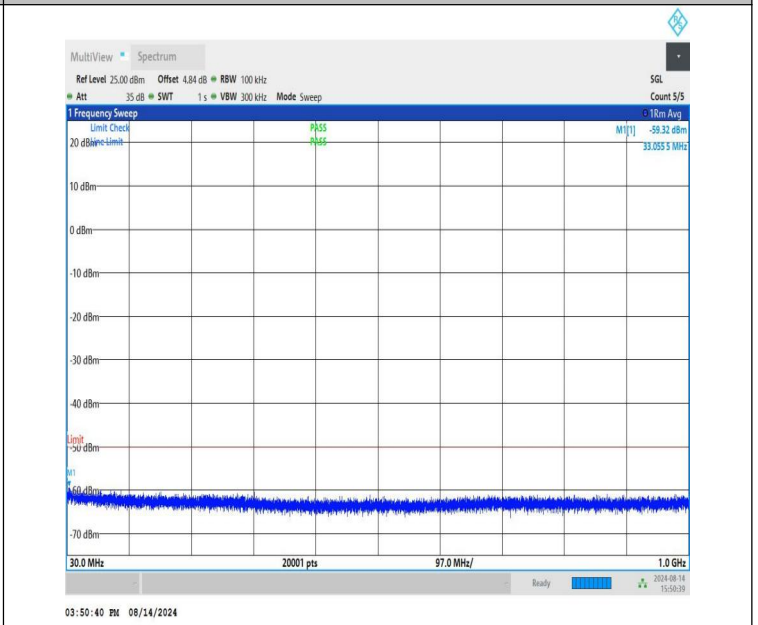 MultiView Spectrum
Ref Level 25.00 dBm Offset 4.84 dB RBW 100 kHz SGL
Att 35 dB SWT 1 s VBW 300 kHz Mode Sweep Count 5/5
1 Frequency Sweep 1Rm Avg
Limit Check PASS M1[1] -59.32 dBm
20 dBm Line Limit PASS 33.055 5 MHz
10 dBm
0 dBm
-10 dBm
-20 dBm
-30 dBm
-40 dBm
Limit
-50 dBm
M1
-60 dBm
-70 dBm
30.0 MHz 20001 pts 97.0 MHz/ 1.0 GHz
Ready 2024-08-14
15:50:39
03:50:40 PM 08/14/2024